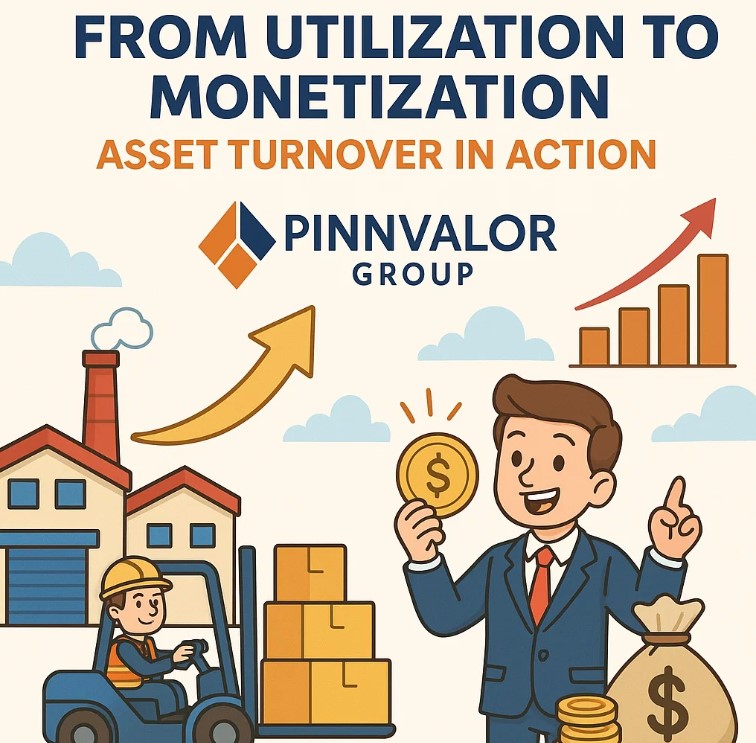 FROM UTILIZATION TO
MONETIZATION
ASSET TURNOVER IN ACTION
PINNVALOR
GROUP
$
$